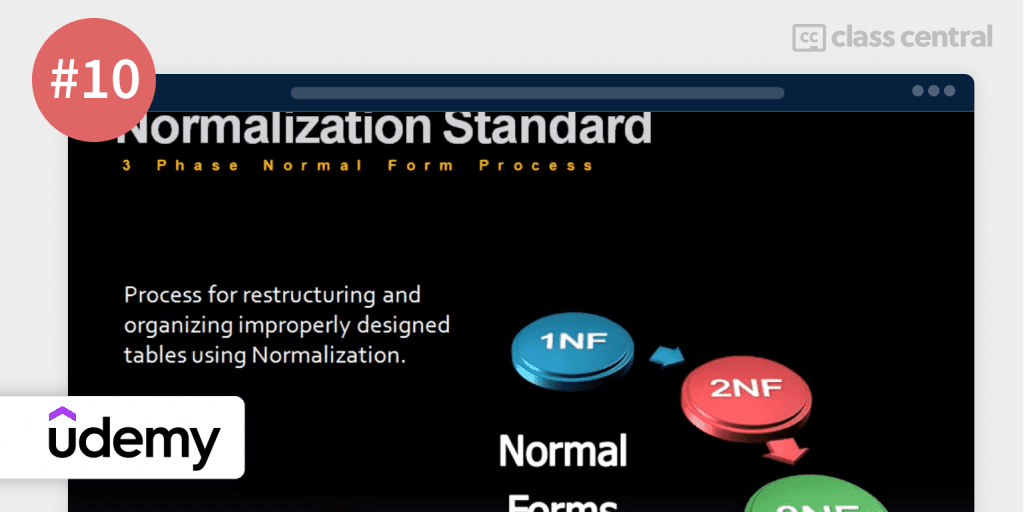 #10
cc class central
Normalization Standard
3 Phase Normal Form Process
Process for restructuring and
organizing improperly designed
tables using Normalization.
1NF
2NF
Normal
Forms
3NF
udemy